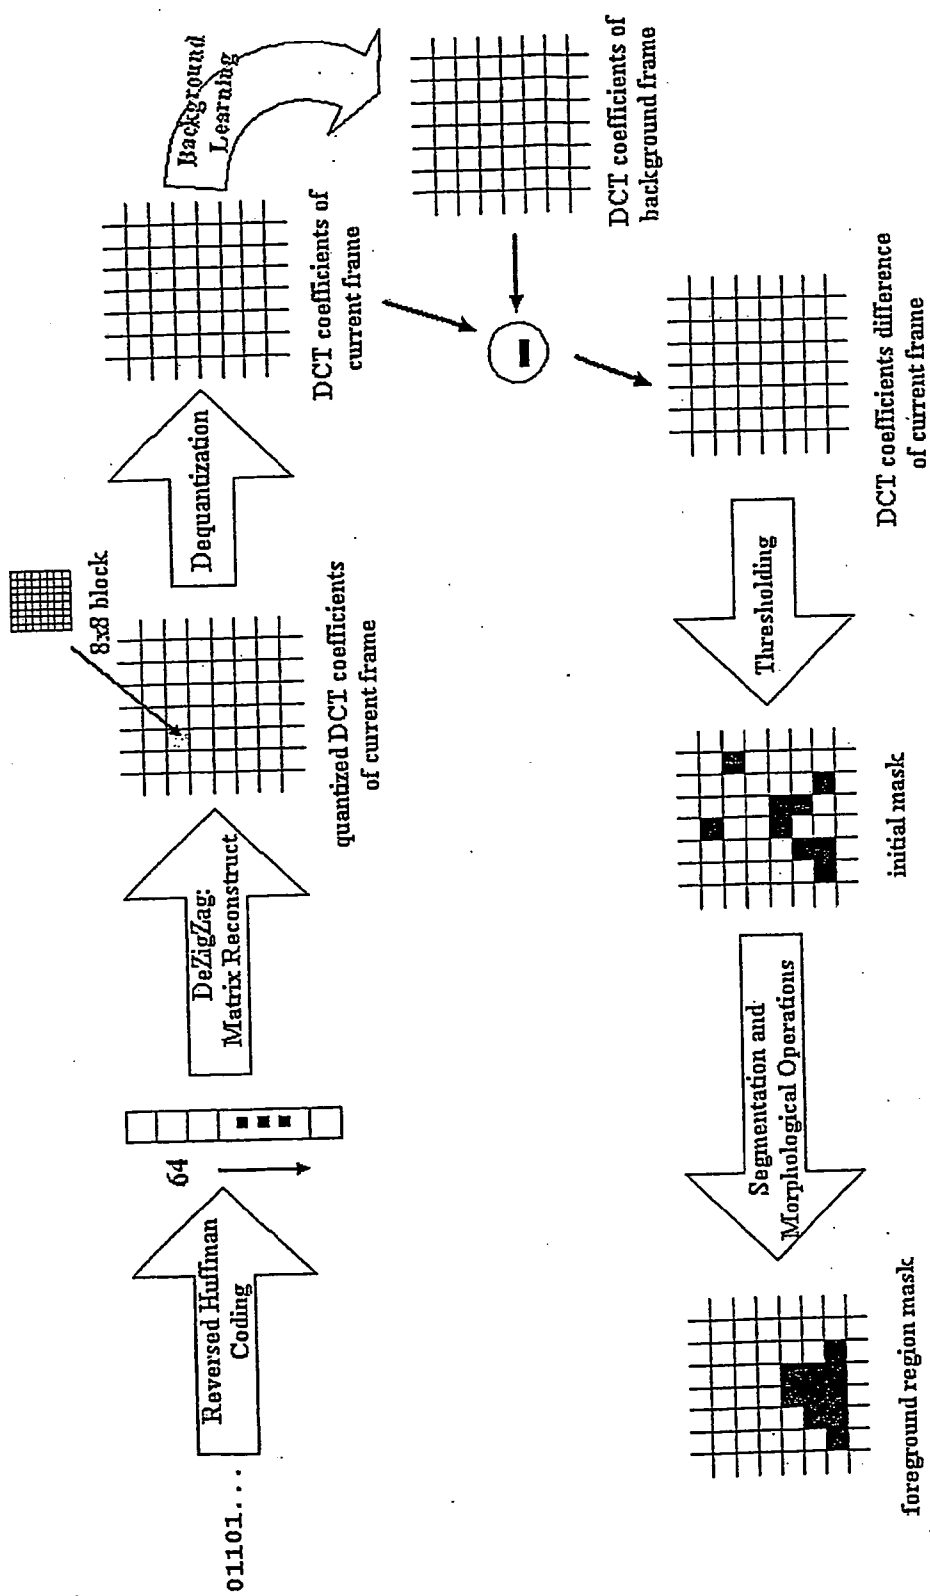 01101...
Reversed Huffman
Coding
64
DeZigZag:
Matrix Reconstruct
8x8 block
quantized DCT coefficients
of current frame
Dequantization
DCT coefficients of
current frame
Background
Learning
DCT coefficients of
background frame
DCT coefficients difference
of current frame
Thresholding
initial mask
Segmentation and
Morphological Operations
foreground region mask